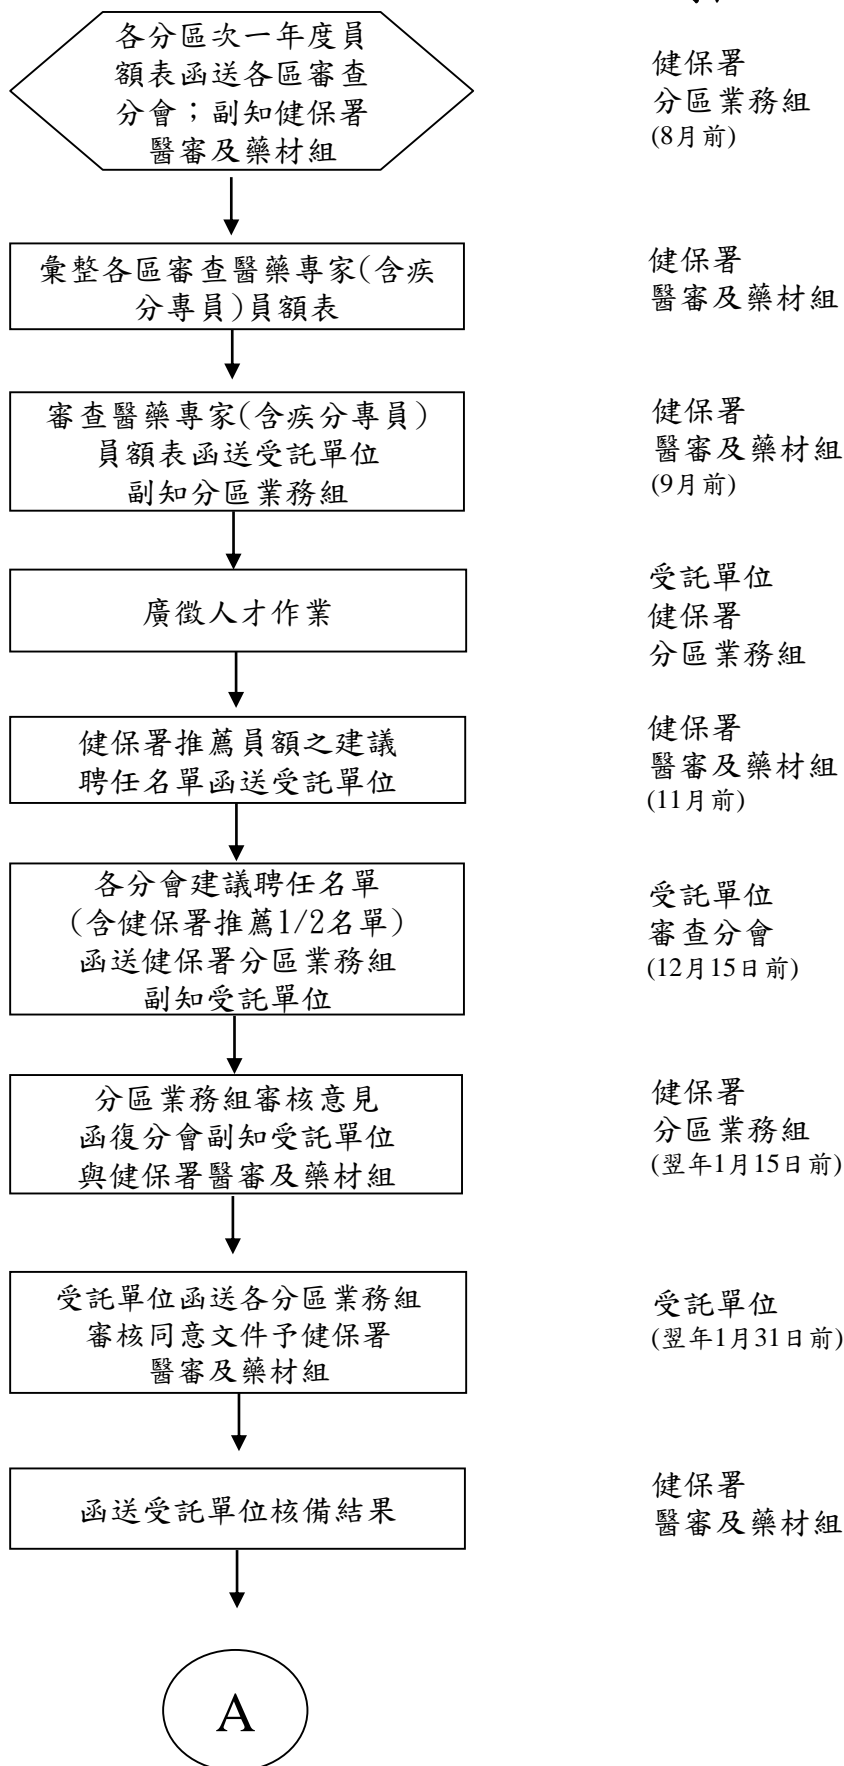 各分區次一年度員
額表函送各區審查
分會；副知健保署
醫審及藥材組
健保署
分區業務組
(8月前)
彙整各區審查醫藥專家(含疾
分專員)員額表
健保署
醫審及藥材組
審查醫藥專家(含疾分專員)
員額表函送受託單位
副知分區業務組
健保署
醫審及藥材組
(9月前)
廣徵人才作業
受託單位
健保署
分區業務組
健保署推薦員額之建議
聘任名單函送受託單位
健保署
醫審及藥材組
(11月前)
各分會建議聘任名單
(含健保署推薦1/2名單)
函送健保署分區業務組
副知受託單位
受託單位
審查分會
(12月15日前)
分區業務組審核意見
函復分會副知受託單位
與健保署醫審及藥材組
健保署
分區業務組
(翌年1月15日前)
受託單位函送各分區業務組
審核同意文件予健保署
醫審及藥材組
受託單位
(翌年1月31日前)
函送受託單位核備結果
健保署
醫審及藥材組
A